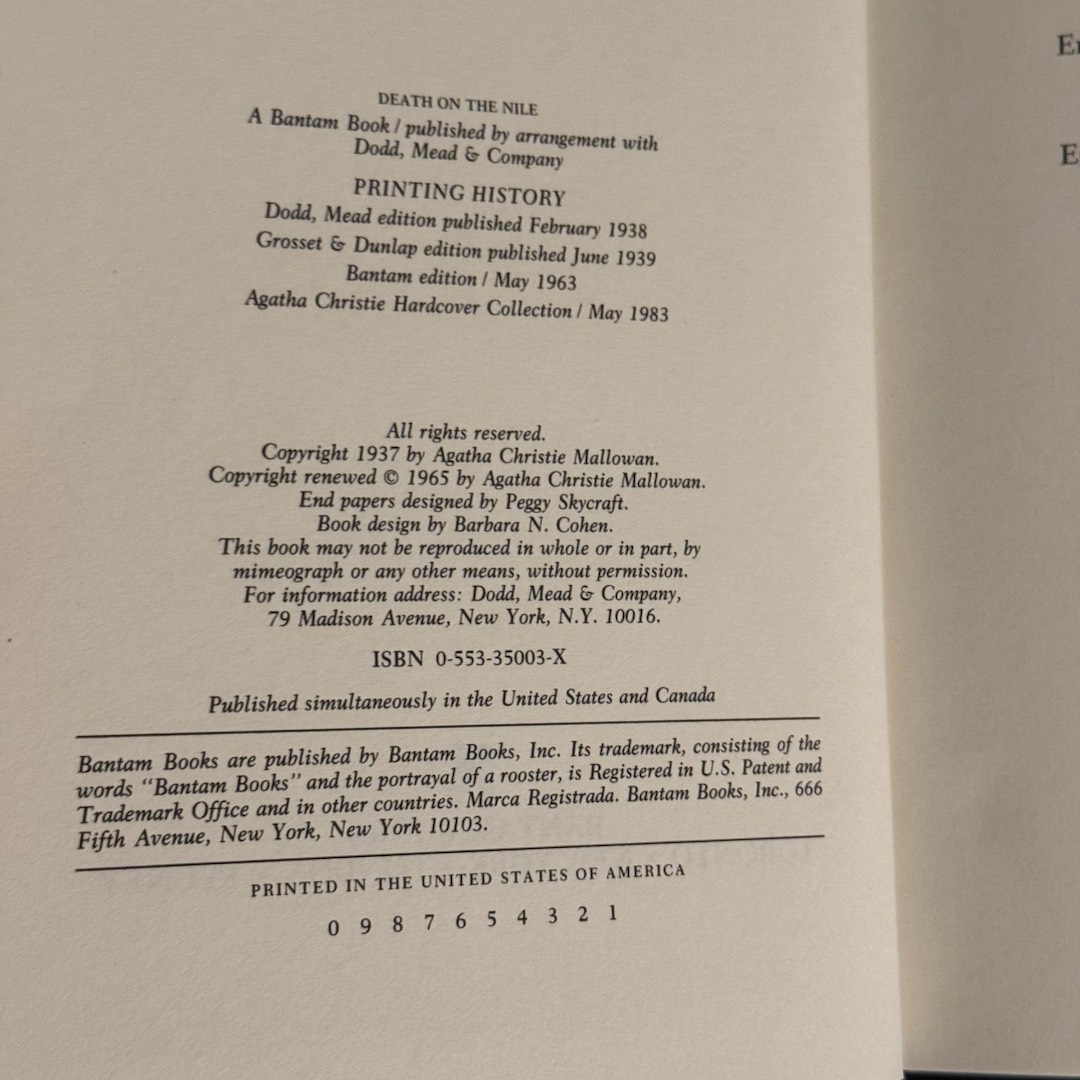 DEATH ON THE NILE
A Bantam Book / published by arrangement with
Dodd, Mead & Company
PRINTING HISTORY
Dodd, Mead edition published February 1938
Grosset & Dunlap edition published June 1939
Bantam edition / May 1963
Agatha Christie Hardcover Collection / May 1983
All rights reserved.
Copyright 1937 by Agatha Christie Mallowan.
Copyright renewed © 1965 by Agatha Christie Mallowan.
End papers designed by Peggy Skycraft.
Book design by Barbara N. Cohen.
This book may not be reproduced in whole or in part, by
mimeograph or any other means, without permission.
For information address: Dodd, Mead & Company,
79 Madison Avenue, New York, N.Y. 10016.
ISBN 0-553-35003-X
Published simultaneously in the United States and Canada
Bantam Books are published by Bantam Books, Inc. Its trademark, consisting of the
words "Bantam Books" and the portrayal of a rooster, is Registered in U.S. Patent and
Trademark Office and in other countries. Marca Registrada. Bantam Books, Inc., 666
Fifth Avenue, New York, New York 10103.
PRINTED IN THE UNITED STATES OF AMERICA
0 9 8 7 6 5 4 3 2 1